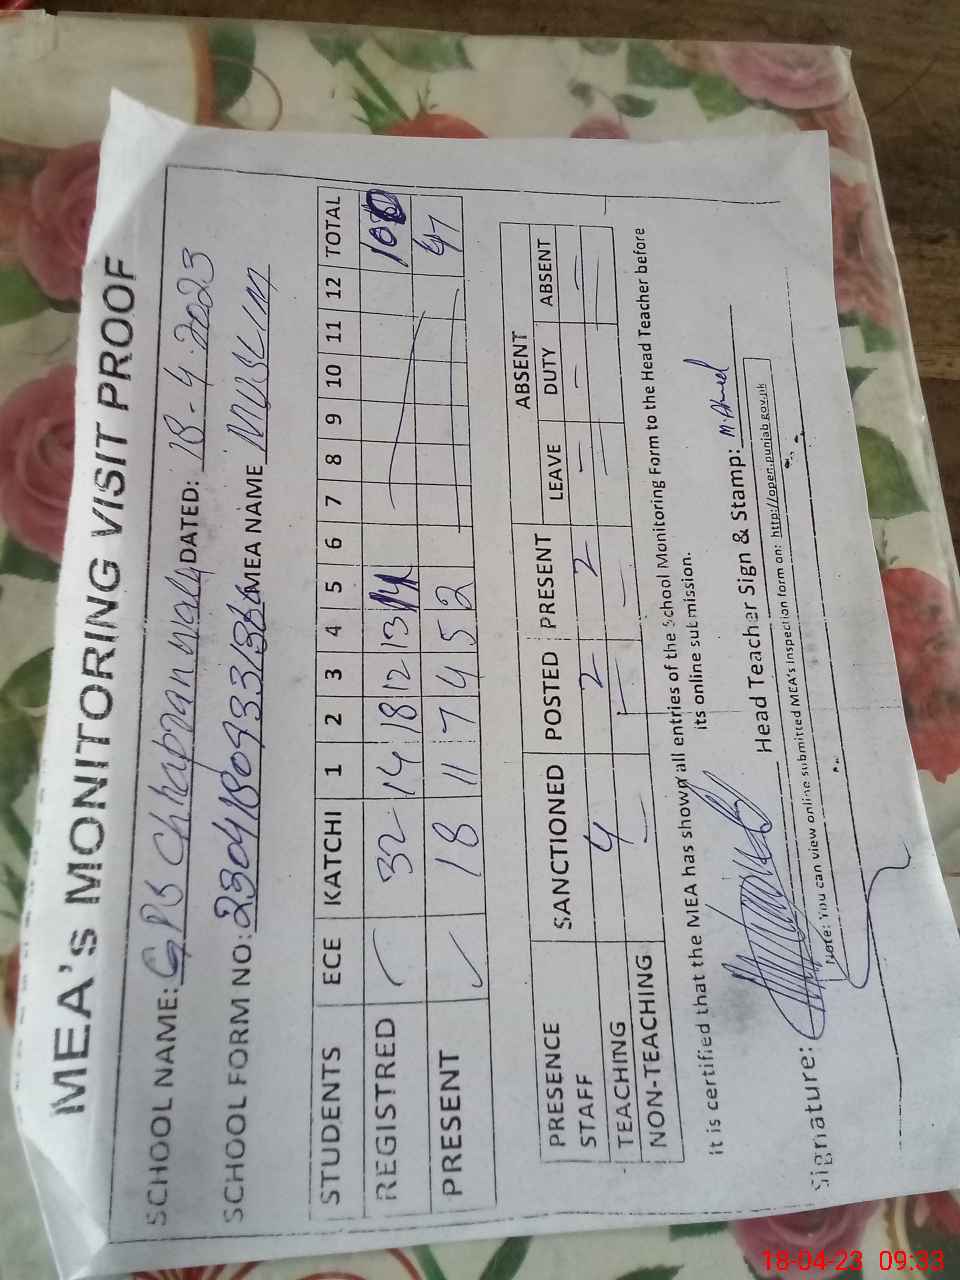 MEA's MONITORING VISIT PROOF
SCHOOL NAME: GPS Chhapranwaly DATED: 18-4-2023
SCHOOL FORM NO: MEA NAME MUSLIM
STUDENTS ECE KATCHI 1 2 3 4 5 6 7 8 9 10 11 12 TOTAL
REGISTRED 32 14 18 12 13
PRESENT 18 11 7 4 5 2 47
PRESENCE SANCTIONED POSTED PRESENT ABSENT
STAFF LEAVE DUTY ABSENT
TEACHING 4 2 2 — — =
NON-TEACHING — — — — — —
It is certified that the MEA has shown all entries of the School Monitoring Form to the Head Teacher before
its online submission.
Signature: Head Teacher Sign & Stamp: M.Ahmed
Note: You can view online submitted MEA's Inspection form on: http://open.punjab.gov.pk
18-04-23 09:33